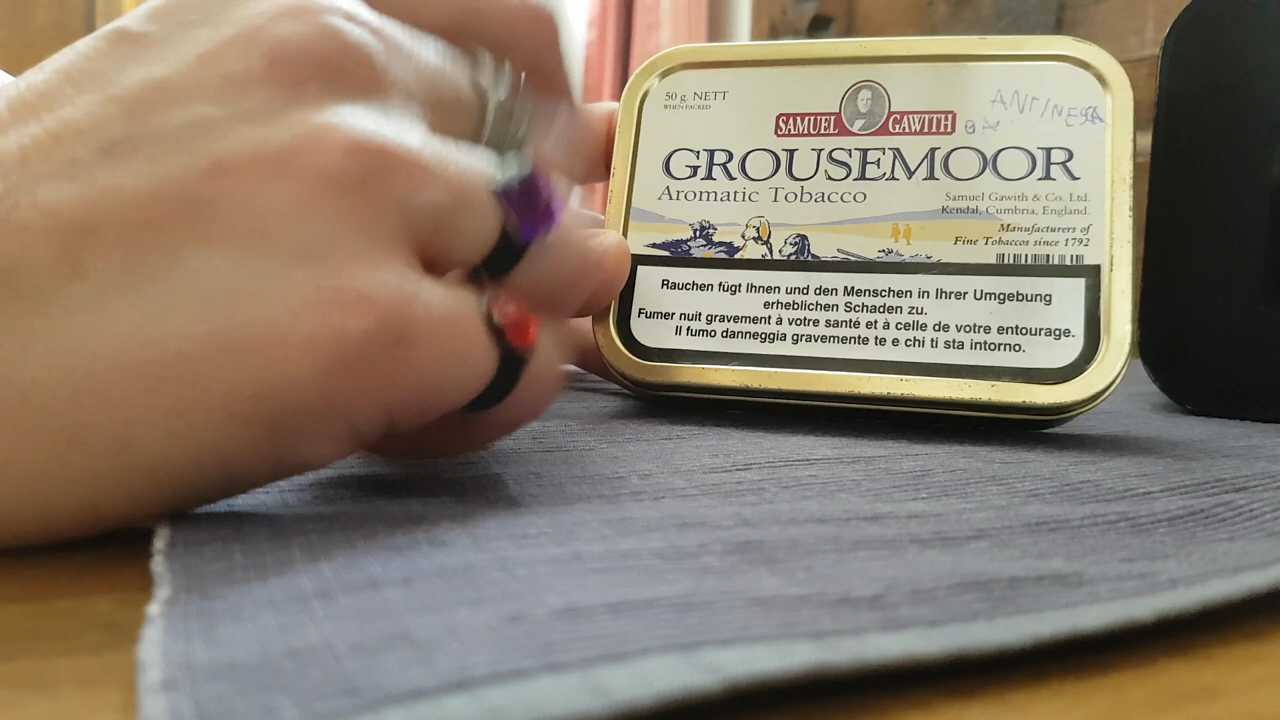 50 g. NETT
WHEN PACKED
SAMUEL GAWITH
GROUSEMOOR
Aromatic Tobacco
Samuel Gawith & Co. Ltd.
Kendal, Cumbria, England.
Manufacturers of
Fine Tobaccos since 1792
Rauchen fügt Ihnen und den Menschen in Ihrer Umgebung
erheblichen Schaden zu.
Fumer nuit gravement à votre santé et à celle de votre entourage.
Il fumo danneggia gravemente te e chi ti sta intorno.